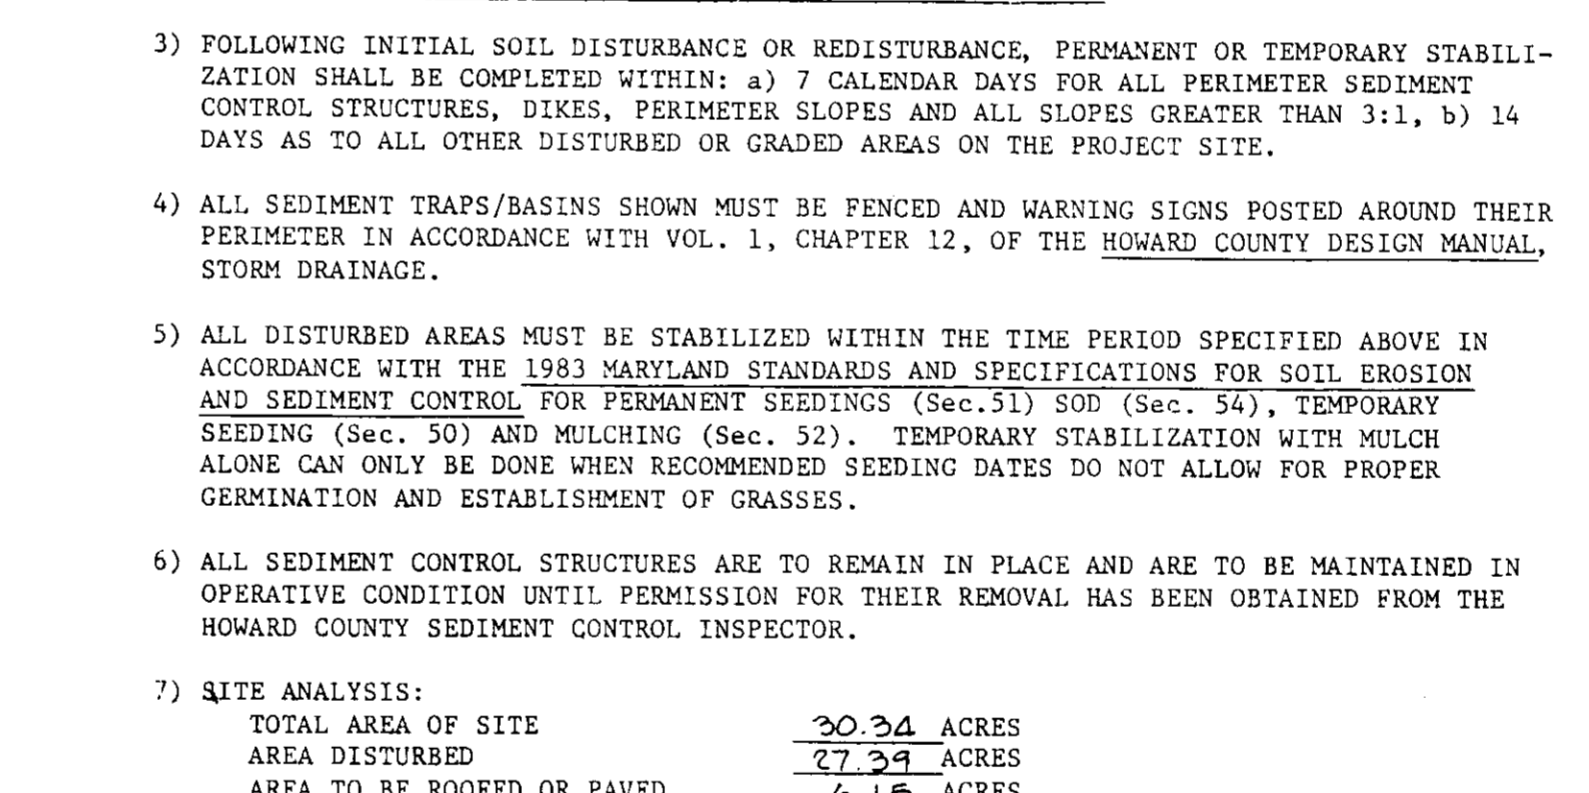 3) FOLLOWING INITIAL SOIL DISTURBANCE OR REDISTURBANCE, PERMANENT OR TEMPORARY STABILI-
ZATION SHALL BE COMPLETED WITHIN: a) 7 CALENDAR DAYS FOR ALL PERIMETER SEDIMENT
CONTROL STRUCTURES, DIKES, PERIMETER SLOPES AND ALL SLOPES GREATER THAN 3:1, b) 14
DAYS AS TO ALL OTHER DISTURBED OR GRADED AREAS ON THE PROJECT SITE.
4) ALL SEDIMENT TRAPS/BASINS SHOWN MUST BE FENCED AND WARNING SIGNS POSTED AROUND THEIR
PERIMETER IN ACCORDANCE WITH VOL. 1, CHAPTER 12, OF THE HOWARD COUNTY DESIGN MANUAL,
STORM DRAINAGE.
5) ALL DISTURBED AREAS MUST BE STABILIZED WITHIN THE TIME PERIOD SPECIFIED ABOVE IN
ACCORDANCE WITH THE 1983 MARYLAND STANDARDS AND SPECIFICATIONS FOR SOIL EROSION
AND SEDIMENT CONTROL FOR PERMANENT SEEDINGS (Sec.51) SOD (Sec. 54), TEMPORARY
SEEDING (Sec. 50) AND MULCHING (Sec. 52). TEMPORARY STABILIZATION WITH MULCH
ALONE CAN ONLY BE DONE WHEN RECOMMENDED SEEDING DATES DO NOT ALLOW FOR PROPER
GERMINATION AND ESTABLISHMENT OF GRASSES.
6) ALL SEDIMENT CONTROL STRUCTURES ARE TO REMAIN IN PLACE AND ARE TO BE MAINTAINED IN
OPERATIVE CONDITION UNTIL PERMISSION FOR THEIR REMOVAL HAS BEEN OBTAINED FROM THE
HOWARD COUNTY SEDIMENT CONTROL INSPECTOR.
7) SITE ANALYSIS:
TOTAL AREA OF SITE 30.34 ACRES
AREA DISTURBED 27.39 ACRES
AREA TO BE ROOFED OR PAVED ACRES